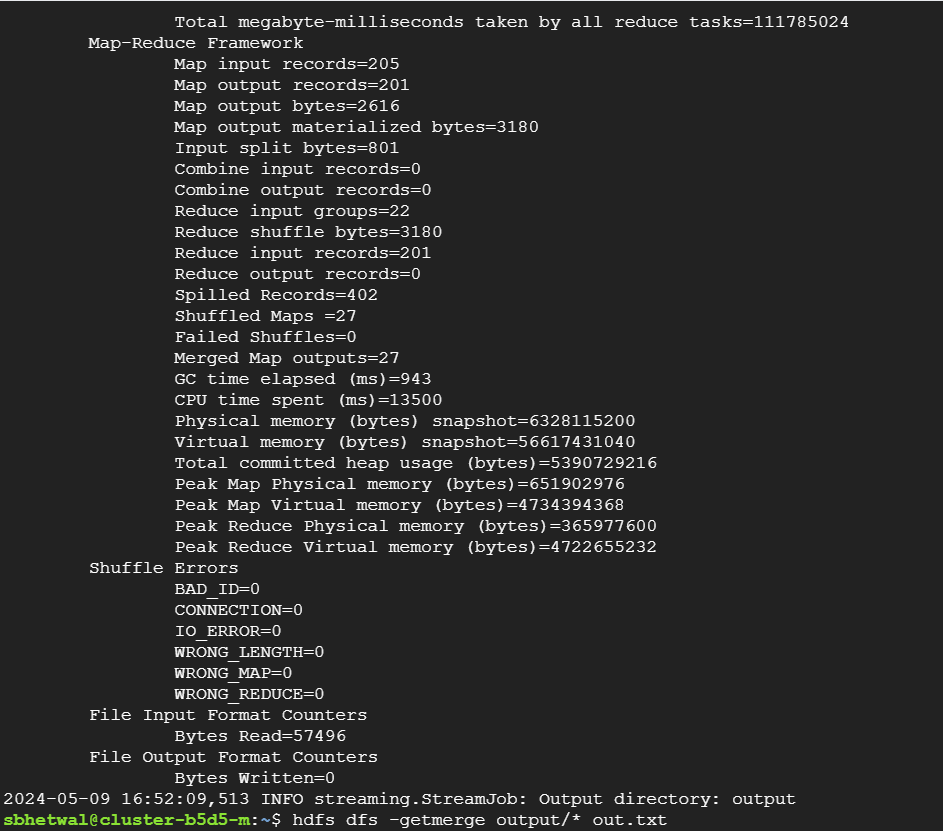 Total megabyte-milliseconds taken by all reduce tasks=111785024
Map-Reduce Framework
Map input records=205
Map output records=201
Map output bytes=2616
Map output materialized bytes=3180
Input split bytes=801
Combine input records=0
Combine output records=0
Reduce input groups=22
Reduce shuffle bytes=3180
Reduce input records=201
Reduce output records=0
Spilled Records=402
Shuffled Maps =27
Failed Shuffles=0
Merged Map outputs=27
GC time elapsed (ms)=943
CPU time spent (ms)=13500
Physical memory (bytes) snapshot=6328115200
Virtual memory (bytes) snapshot=56617431040
Total committed heap usage (bytes)=5390729216
Peak Map Physical memory (bytes)=651902976
Peak Map Virtual memory (bytes)=4734394368
Peak Reduce Physical memory (bytes)=365977600
Peak Reduce Virtual memory (bytes)=4722655232
Shuffle Errors
BAD_ID=0
CONNECTION=0
IO_ERROR=0
WRONG_LENGTH=0
WRONG_MAP=0
WRONG_REDUCE=0
File Input Format Counters
Bytes Read=57496
File Output Format Counters
Bytes Written=0
2024-05-09 16:52:09,513 INFO streaming.StreamJob: Output directory: output
sbhetwal@cluster-b5d5-m:~$ hdfs dfs -getmerge output/* out.txt